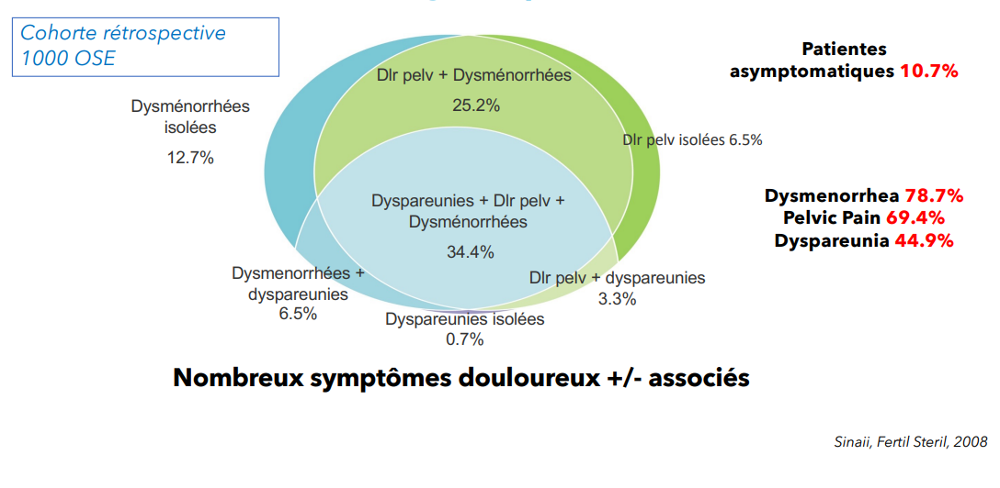 Cohorte rétrospective
1000 OSE
Patientes
asymptomatiques 10.7%
Dlr pelv + Dysménorrhées
25.2%
Dysménorrhées
isolées
12.7%
Dlr pelv isolées 6.5%
Dyspareunies + Dlr pelv +
Dysménorrhées
34.4%
Dysmenorrhea 78.7%
Pelvic Pain 69.4%
Dyspareunia 44.9%
Dysmenorrhées +
dyspareunies
6.5%
Dlr pelv + dyspareunies
3.3%
Dyspareunies isolées
0.7%
Nombreux symptômes douloureux +/- associés
Sinaii, Fertil Steril, 2008